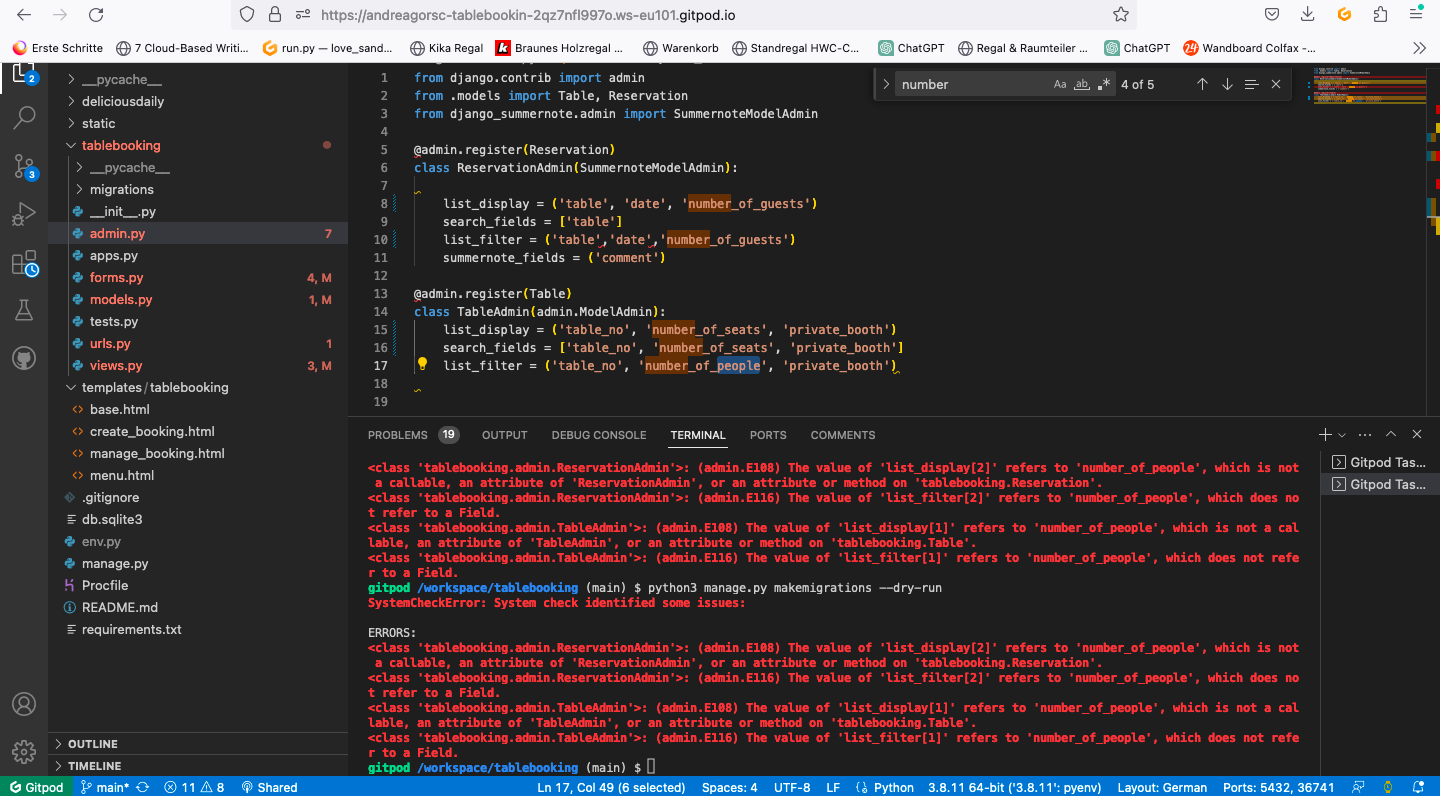 https://andreagorsc-tablebookin-2qz7nfl997o.ws-eu101.gitpod.io
Erste Schritte
7 Cloud-Based Writi...
run.py — love_sand...
Kika Regal
Braunes Holzregal ...
Warenkorb
Standregal HWC-C...
ChatGPT
Regal & Raumteiler ...
ChatGPT
Wandboard Colfax -...
2
3
__pycache__
deliciousdaily
static
tablebooking
__pycache__
migrations
__init__.py
admin.py 7
apps.py
forms.py 4, M
models.py 1, M
tests.py
urls.py 1
views.py 3, M
templates / tablebooking
base.html
create_booking.html
manage_booking.html
menu.html
.gitignore
db.sqlite3
env.py
manage.py
Procfile
README.md
requirements.txt
OUTLINE
TIMELINE
number Aa ab .* 4 of 5
1 from django.contrib import admin
2 from .models import Table, Reservation
3 from django_summernote.admin import SummernoteModelAdmin
4
5 @admin.register(Reservation)
6 class ReservationAdmin(SummernoteModelAdmin):
7
8 list_display = ('table', 'date', 'number_of_guests')
9 search_fields = ['table']
10 list_filter = ('table','date','number_of_guests')
11 summernote_fields = ('comment')
12
13 @admin.register(Table)
14 class TableAdmin(admin.ModelAdmin):
15 list_display = ('table_no', 'number_of_seats', 'private_booth')
16 search_fields = ['table_no', 'number_of_seats', 'private_booth']
17 list_filter = ('table_no', 'number_of_people', 'private_booth')
18
19
PROBLEMS 19 OUTPUT DEBUG CONSOLE TERMINAL PORTS COMMENTS
Gitpod Tas...
Gitpod Tas...
<class 'tablebooking.admin.ReservationAdmin'>: (admin.E108) The value of 'list_display[2]' refers to 'number_of_people', which is not
a callable, an attribute of 'ReservationAdmin', or an attribute or method on 'tablebooking.Reservation'.
<class 'tablebooking.admin.ReservationAdmin'>: (admin.E116) The value of 'list_filter[2]' refers to 'number_of_people', which does no
t refer to a Field.
<class 'tablebooking.admin.TableAdmin'>: (admin.E108) The value of 'list_display[1]' refers to 'number_of_people', which is not a cal
lable, an attribute of 'TableAdmin', or an attribute or method on 'tablebooking.Table'.
<class 'tablebooking.admin.TableAdmin'>: (admin.E116) The value of 'list_filter[1]' refers to 'number_of_people', which does not refe
r to a Field.
gitpod /workspace/tablebooking (main) $ python3 manage.py makemigrations --dry-run
SystemCheckError: System check identified some issues:
ERRORS:
<class 'tablebooking.admin.ReservationAdmin'>: (admin.E108) The value of 'list_display[2]' refers to 'number_of_people', which is not
a callable, an attribute of 'ReservationAdmin', or an attribute or method on 'tablebooking.Reservation'.
<class 'tablebooking.admin.ReservationAdmin'>: (admin.E116) The value of 'list_filter[2]' refers to 'number_of_people', which does no
t refer to a Field.
<class 'tablebooking.admin.TableAdmin'>: (admin.E108) The value of 'list_display[1]' refers to 'number_of_people', which is not a cal
lable, an attribute of 'TableAdmin', or an attribute or method on 'tablebooking.Table'.
<class 'tablebooking.admin.TableAdmin'>: (admin.E116) The value of 'list_filter[1]' refers to 'number_of_people', which does not refe
r to a Field.
gitpod /workspace/tablebooking (main) $
Gitpod main* 11 8 Shared Ln 17, Col 49 (6 selected) Spaces: 4 UTF-8 LF Python 3.8.11 64-bit ('3.8.11': pyenv) Layout: German Ports: 5432, 36741